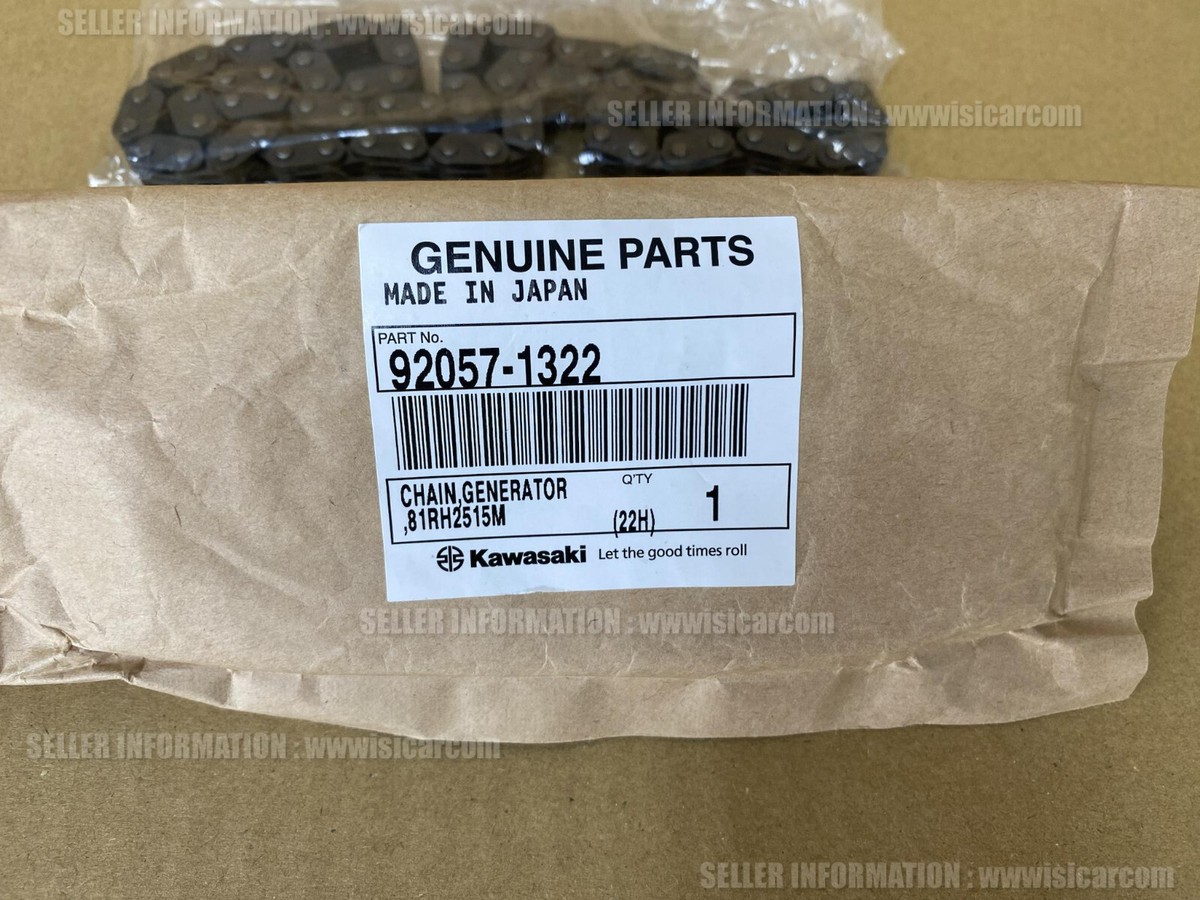 SELLER INFORMATION : wwwisicarcom
SELLER INFORMATION : wwwisicarcom
GENUINE PARTS
MADE IN JAPAN
PART No.
92057-1322
CHAIN,GENERATOR
Q'TY
,81RH2515M
(22H)
1
Kawasaki Let the good times roll
SELLER INFORMATION : wwwisicarcom
SELLER INFORMATION : wwwisicarcom
SELLER INFORMATION : wwwisicarcom